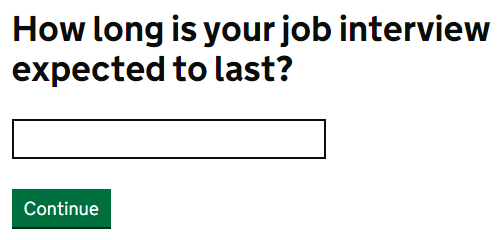 How long is your job interview
expected to last?
Continue